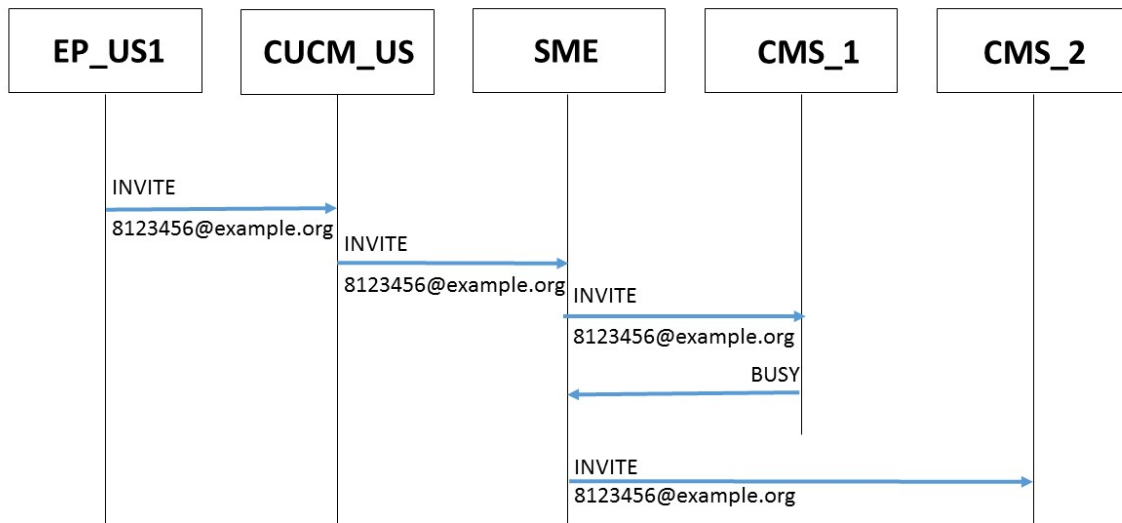 EP_US1
CUCM_US
SME
CMS_1
CMS_2
INVITE
8123456@example.org
INVITE
8123456@example.org
INVITE
8123456@example.org
BUSY
INVITE
8123456@example.org